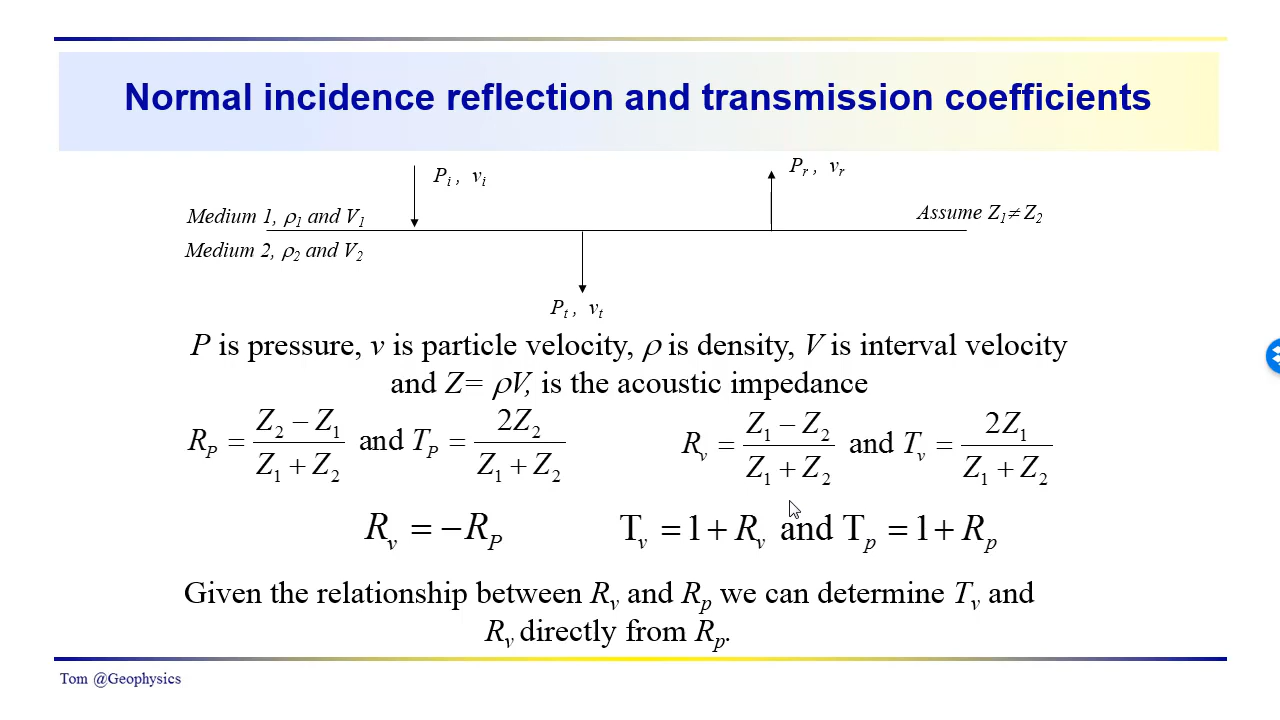 Normal incidence reflection and transmission coefficients
P_i , v_i
P_r , v_r
Medium 1, ρ_1 and V_1
Assume Z_1≠ Z_2
Medium 2, ρ_2 and V_2
P_t , v_t
P is pressure, v is particle velocity, ρ is density, V is interval velocity
and Z= ρV, is the acoustic impedance
R_P = (Z_2 − Z_1)/(Z_1 + Z_2) and T_P = 2Z_2/(Z_1 + Z_2)
R_v = (Z_1 − Z_2)/(Z_1 + Z_2) and T_v = 2Z_1/(Z_1 + Z_2)
R_v = −R_P
T_v = 1 + R_v and T_p = 1 + R_p
Given the relationship between R_v and R_p we can determine T_v and
R_v directly from R_p.
Tom @Geophysics